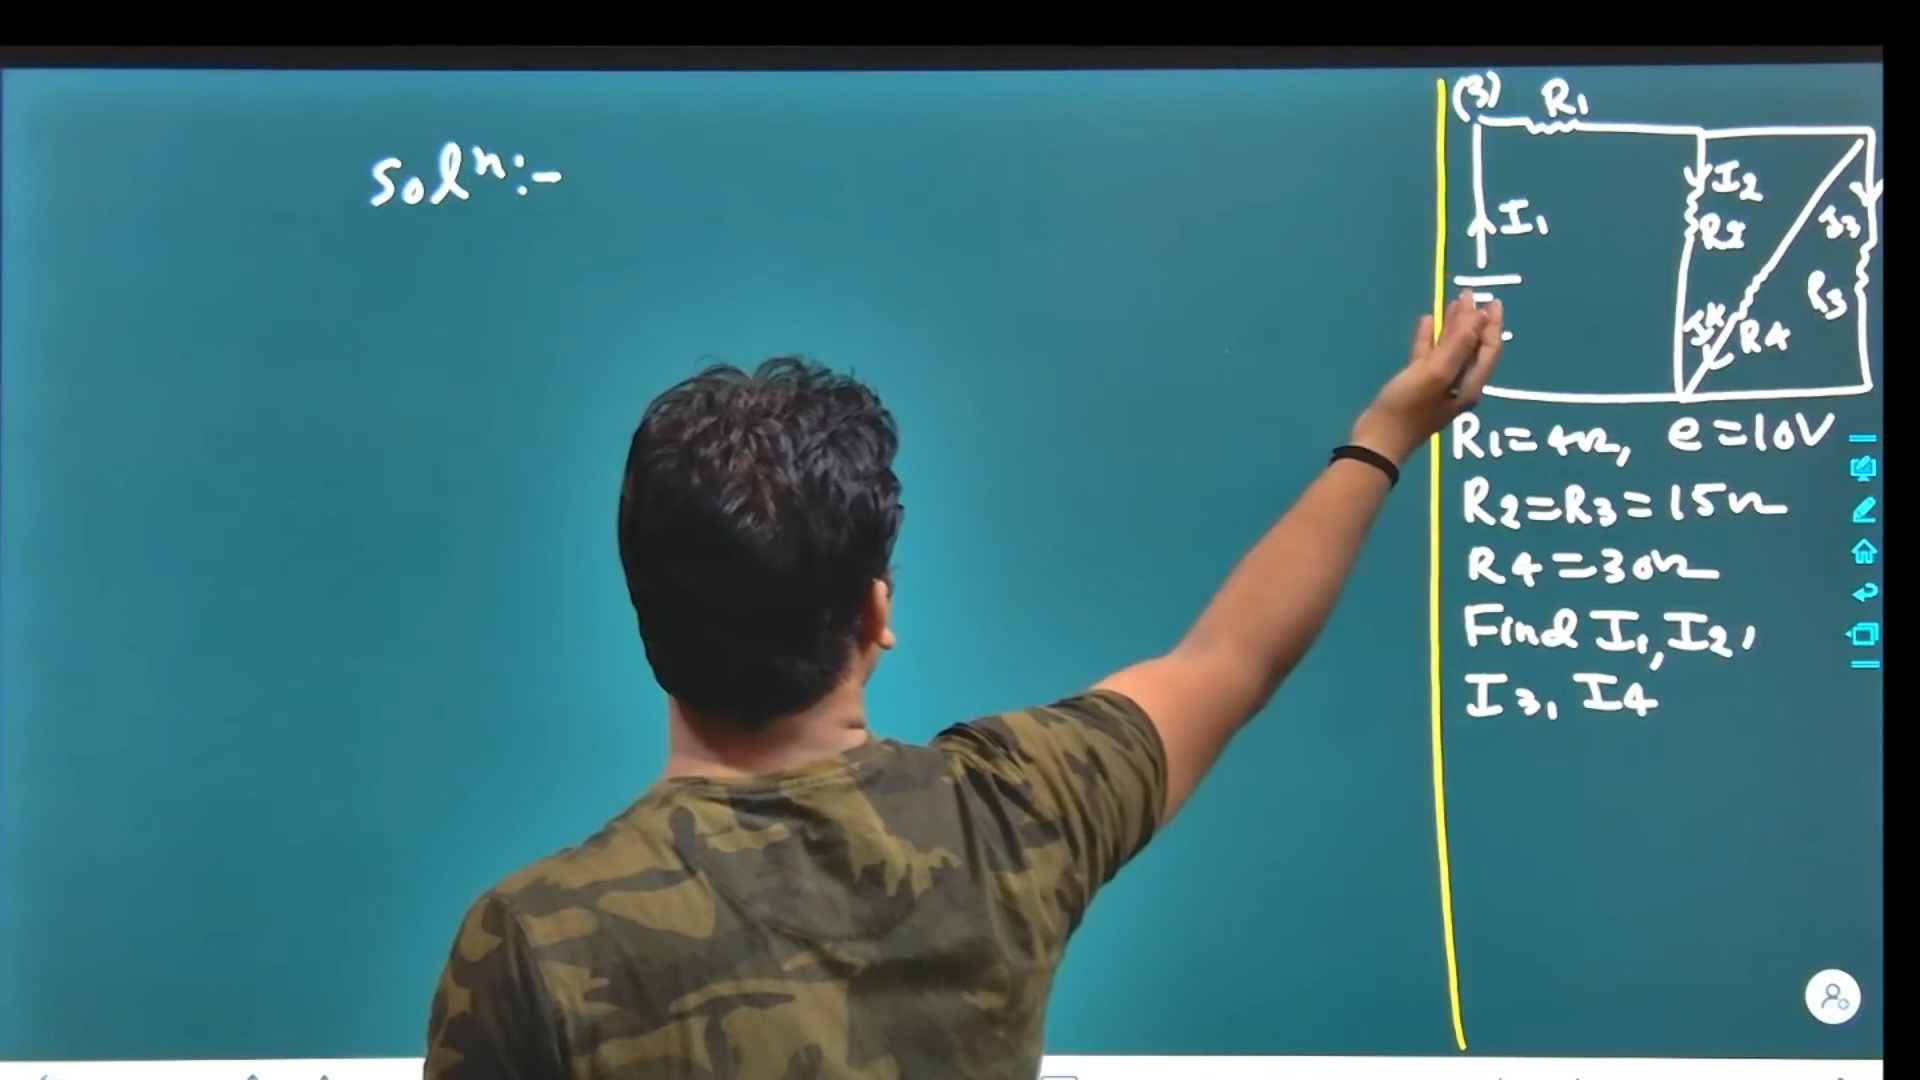 Solⁿ:-
(3) R1
I2
I1
R2
I3
R3
R4
R1=4Ω, e=10V
R2=R3=15Ω
R4=30Ω
Find I1, I2,
I3, I4